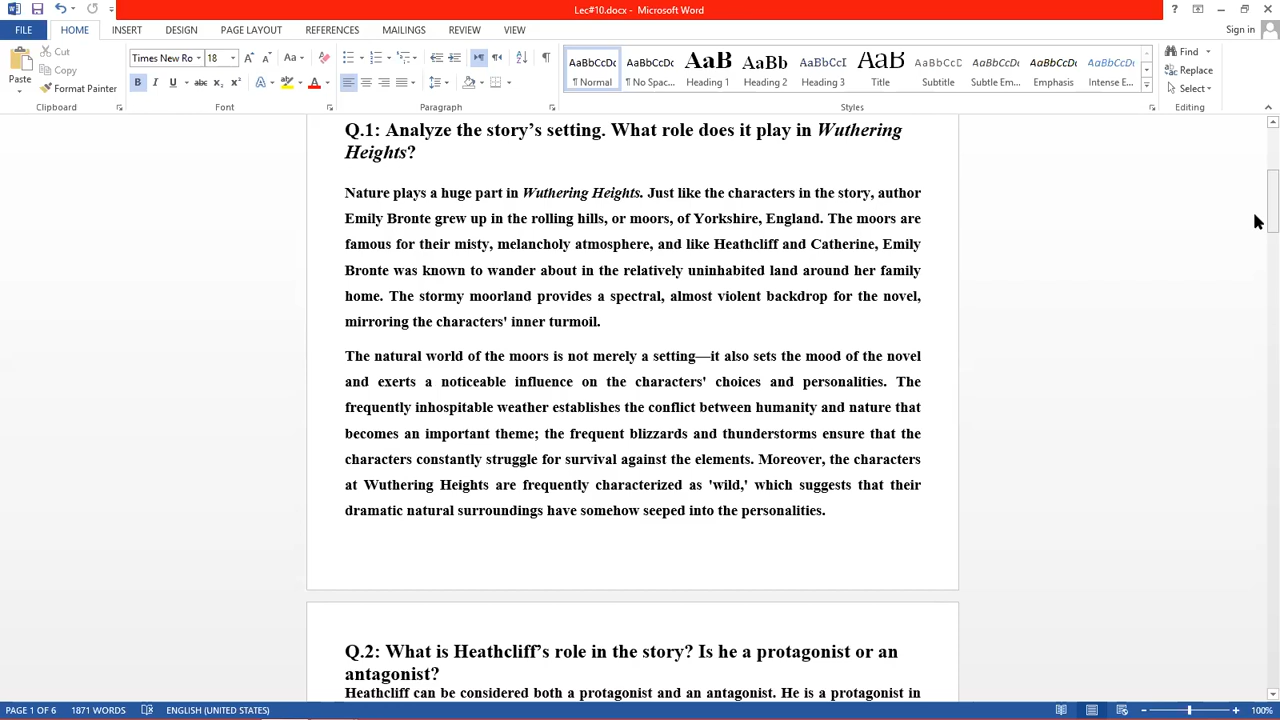 Lec#10.docx - Microsoft Word
?
FILE HOME INSERT DESIGN PAGE LAYOUT REFERENCES MAILINGS REVIEW VIEW Sign in
Paste
Cut
Copy
Format Painter
Clipboard
Times New Ro 18
Font
Paragraph
AaBbCcDc AaBbCcDc AaB AaBb AaBbCcI AaB AaBbCcD AaBbCcDc AaBbCcDc AaBbCcDc
¶ Normal ¶ No Spac... Heading 1 Heading 2 Heading 3 Title Subtitle Subtle Em... Emphasis Intense E...
Styles
Find
Replace
Select
Editing
Q.1: Analyze the story’s setting. What role does it play in Wuthering
Heights?
Nature plays a huge part in Wuthering Heights. Just like the characters in the story, author
Emily Bronte grew up in the rolling hills, or moors, of Yorkshire, England. The moors are
famous for their misty, melancholy atmosphere, and like Heathcliff and Catherine, Emily
Bronte was known to wander about in the relatively uninhabited land around her family
home. The stormy moorland provides a spectral, almost violent backdrop for the novel,
mirroring the characters' inner turmoil.
The natural world of the moors is not merely a setting—it also sets the mood of the novel
and exerts a noticeable influence on the characters' choices and personalities. The
frequently inhospitable weather establishes the conflict between humanity and nature that
becomes an important theme; the frequent blizzards and thunderstorms ensure that the
characters constantly struggle for survival against the elements. Moreover, the characters
at Wuthering Heights are frequently characterized as 'wild,' which suggests that their
dramatic natural surroundings have somehow seeped into the personalities.
Q.2: What is Heathcliff’s role in the story? Is he a protagonist or an
antagonist?
Heathcliff can be considered both a protagonist and an antagonist. He is a protagonist in
PAGE 1 OF 6 1871 WORDS ENGLISH (UNITED STATES) 100%